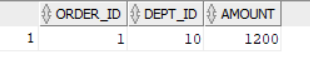 ORDER_ID DEPT_ID AMOUNT
1 1 10 1200